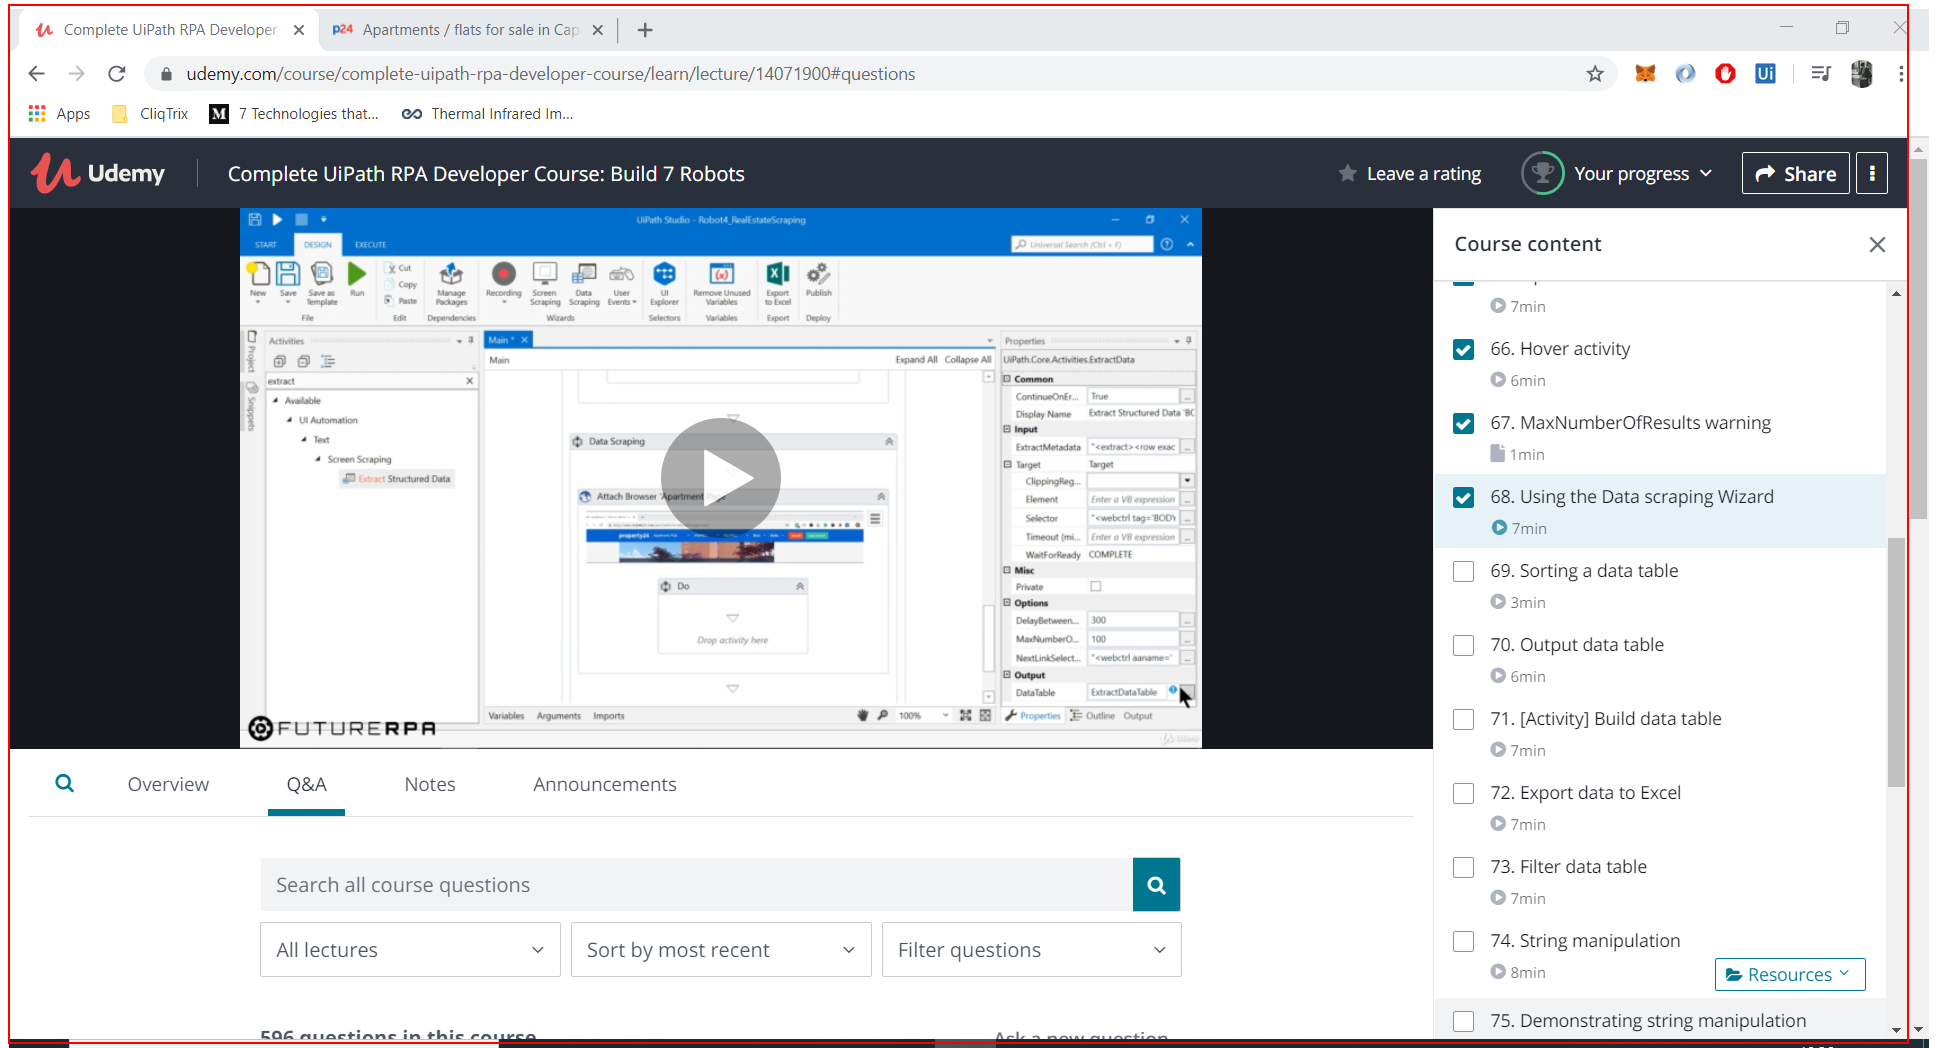 Complete UiPath RPA Developer
p24 Apartments / flats for sale in Cap
udemy.com/course/complete-uipath-rpa-developer-course/learn/lecture/14071900#questions
Ui
Apps
CliqTrix
M 7 Technologies that...
Thermal Infrared Im...
Udemy
Complete UiPath RPA Developer Course: Build 7 Robots
Leave a rating
Your progress
Share
UiPath Studio - Robot4_RealEstateScraping
START DESIGN EXECUTE
Universal Search (Ctrl + F)
New Save Save as Template Run
Cut
Copy
Paste
Manage Packages
Recording
Screen Scraping
Data Scraping
User Events
UI Explorer
Remove Unused Variables
Export to Excel
Publish
File Edit Dependencies Wizards Selectors Variables Export Deploy
Project
Snippets
Activities
extract
Available
UI Automation
Text
Screen Scraping
Extract Structured Data
Main *
Main
Expand All Collapse All
Data Scraping
Attach Browser 'Apartment Page'
property24
Do
Drop activity here
Variables Arguments Imports
100%
Properties
UiPath.Core.Activities.ExtractData
Common
ContinueOnEr... True
Display Name Extract Structured Data 'BO
Input
ExtractMetadata "<extract><row exac
Target Target
ClippingReg...
Element Enter a VB expression
Selector "<webctrl tag='BODY
Timeout (mi... Enter a VB expression
WaitForReady COMPLETE
Misc
Private
Options
DelayBetween... 300
MaxNumberO... 100
NextLinkSelect... "<webctrl aaname='
Output
DataTable ExtractDataTable
Properties Outline Output
FUTURERPA
Udemy
Course content
7min
66. Hover activity
6min
67. MaxNumberOfResults warning
1min
68. Using the Data scraping Wizard
7min
69. Sorting a data table
3min
70. Output data table
6min
71. [Activity] Build data table
7min
72. Export data to Excel
7min
73. Filter data table
7min
74. String manipulation
8min
Resources
75. Demonstrating string manipulation
Overview
Q&A
Notes
Announcements
Search all course questions
All lectures
Sort by most recent
Filter questions
596 questions in this course
Ask a new question